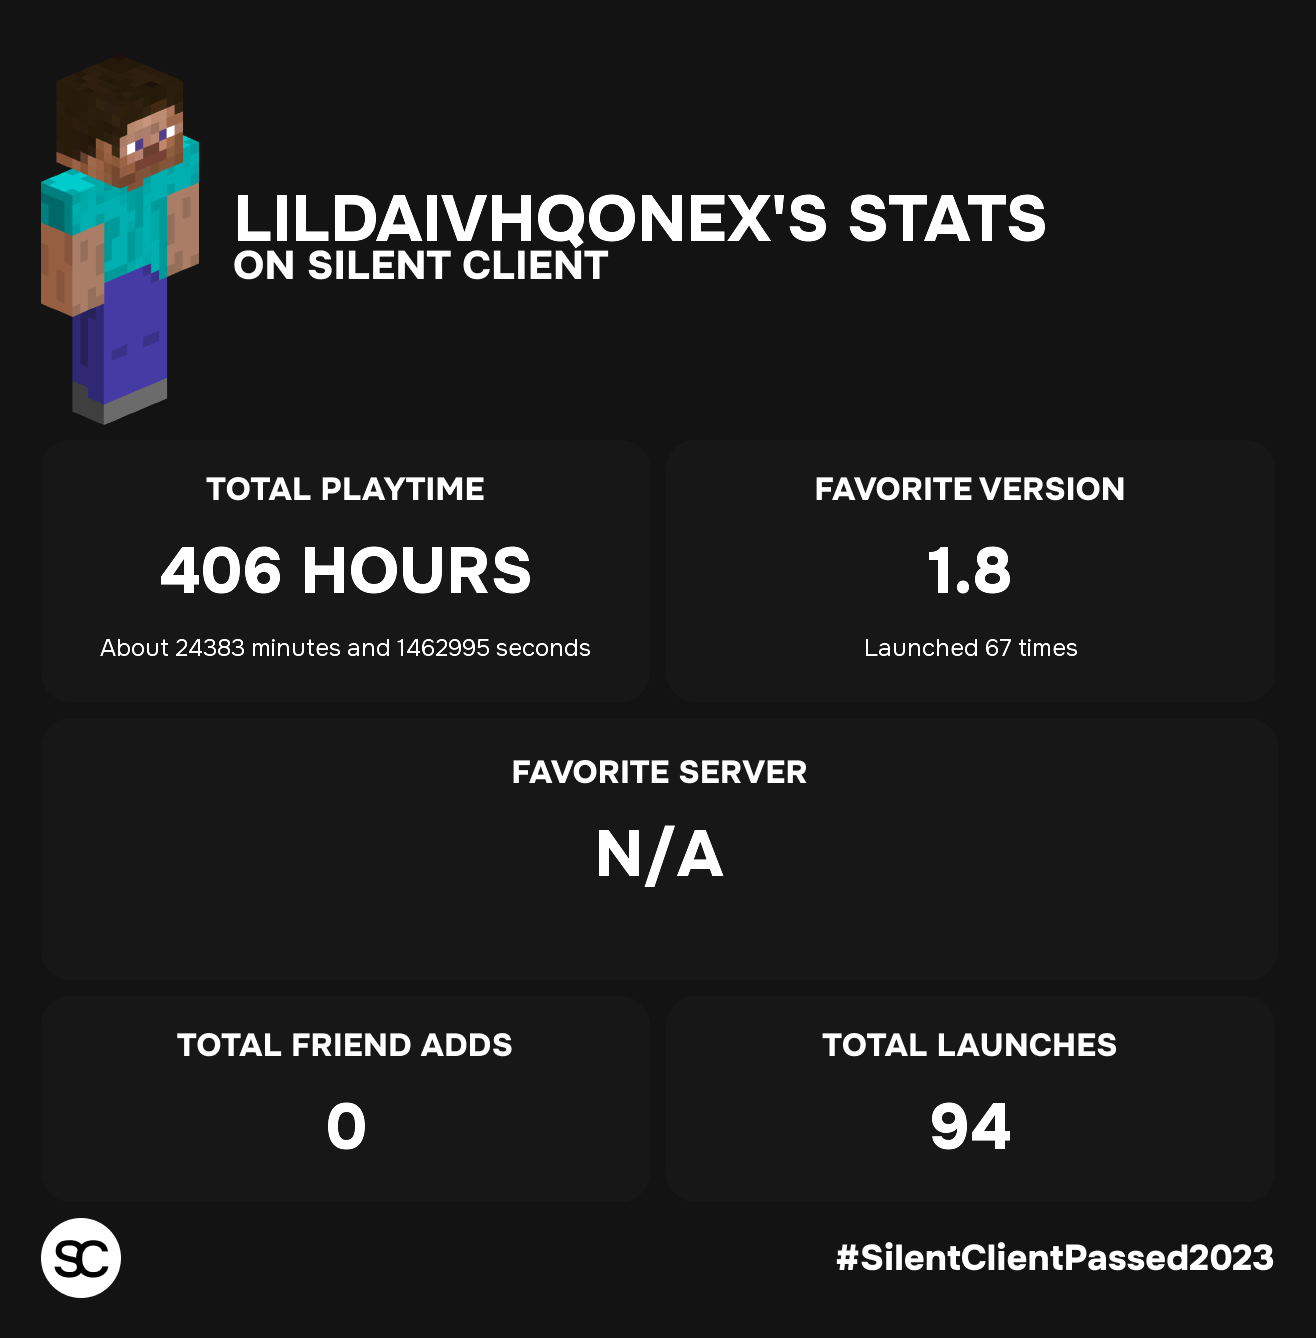 LILDAIVHQONEX'S STATS
ON SILENT CLIENT
TOTAL PLAYTIME
406 HOURS
About 24383 minutes and 1462995 seconds
FAVORITE VERSION
1.8
Launched 67 times
FAVORITE SERVER
N/A
TOTAL FRIEND ADDS
0
TOTAL LAUNCHES
94
SC
#SilentClientPassed2023